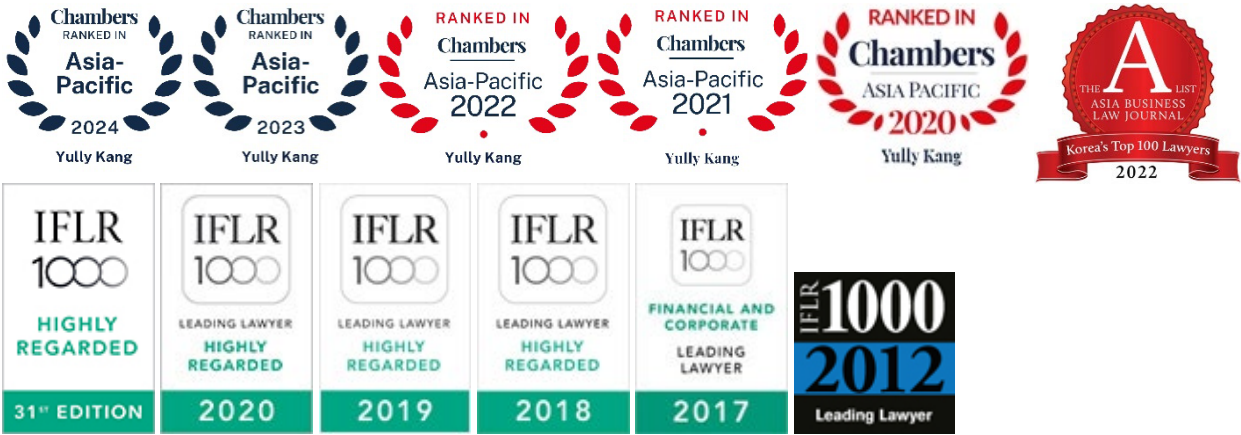 Chambers
RANKED IN
Asia-
Pacific
2024
Yully Kang
Chambers
RANKED IN
Asia-
Pacific
2023
Yully Kang
RANKED IN
Chambers
Asia-Pacific
2022
Yully Kang
RANKED IN
Chambers
Asia-Pacific
2021
Yully Kang
RANKED IN
Chambers
ASIA PACIFIC
2020
Yully Kang
THE A LIST
ASIA BUSINESS
LAW JOURNAL
Korea's Top 100 Lawyers
2022
IFLR
1000
HIGHLY
REGARDED
31ST EDITION
IFLR
1000
LEADING LAWYER
HIGHLY
REGARDED
2020
IFLR
1000
LEADING LAWYER
HIGHLY
REGARDED
2019
IFLR
1000
LEADING LAWYER
HIGHLY
REGARDED
2018
IFLR
1000
FINANCIAL AND
CORPORATE
LEADING
LAWYER
2017
IFLR
1000
2012
Leading Lawyer